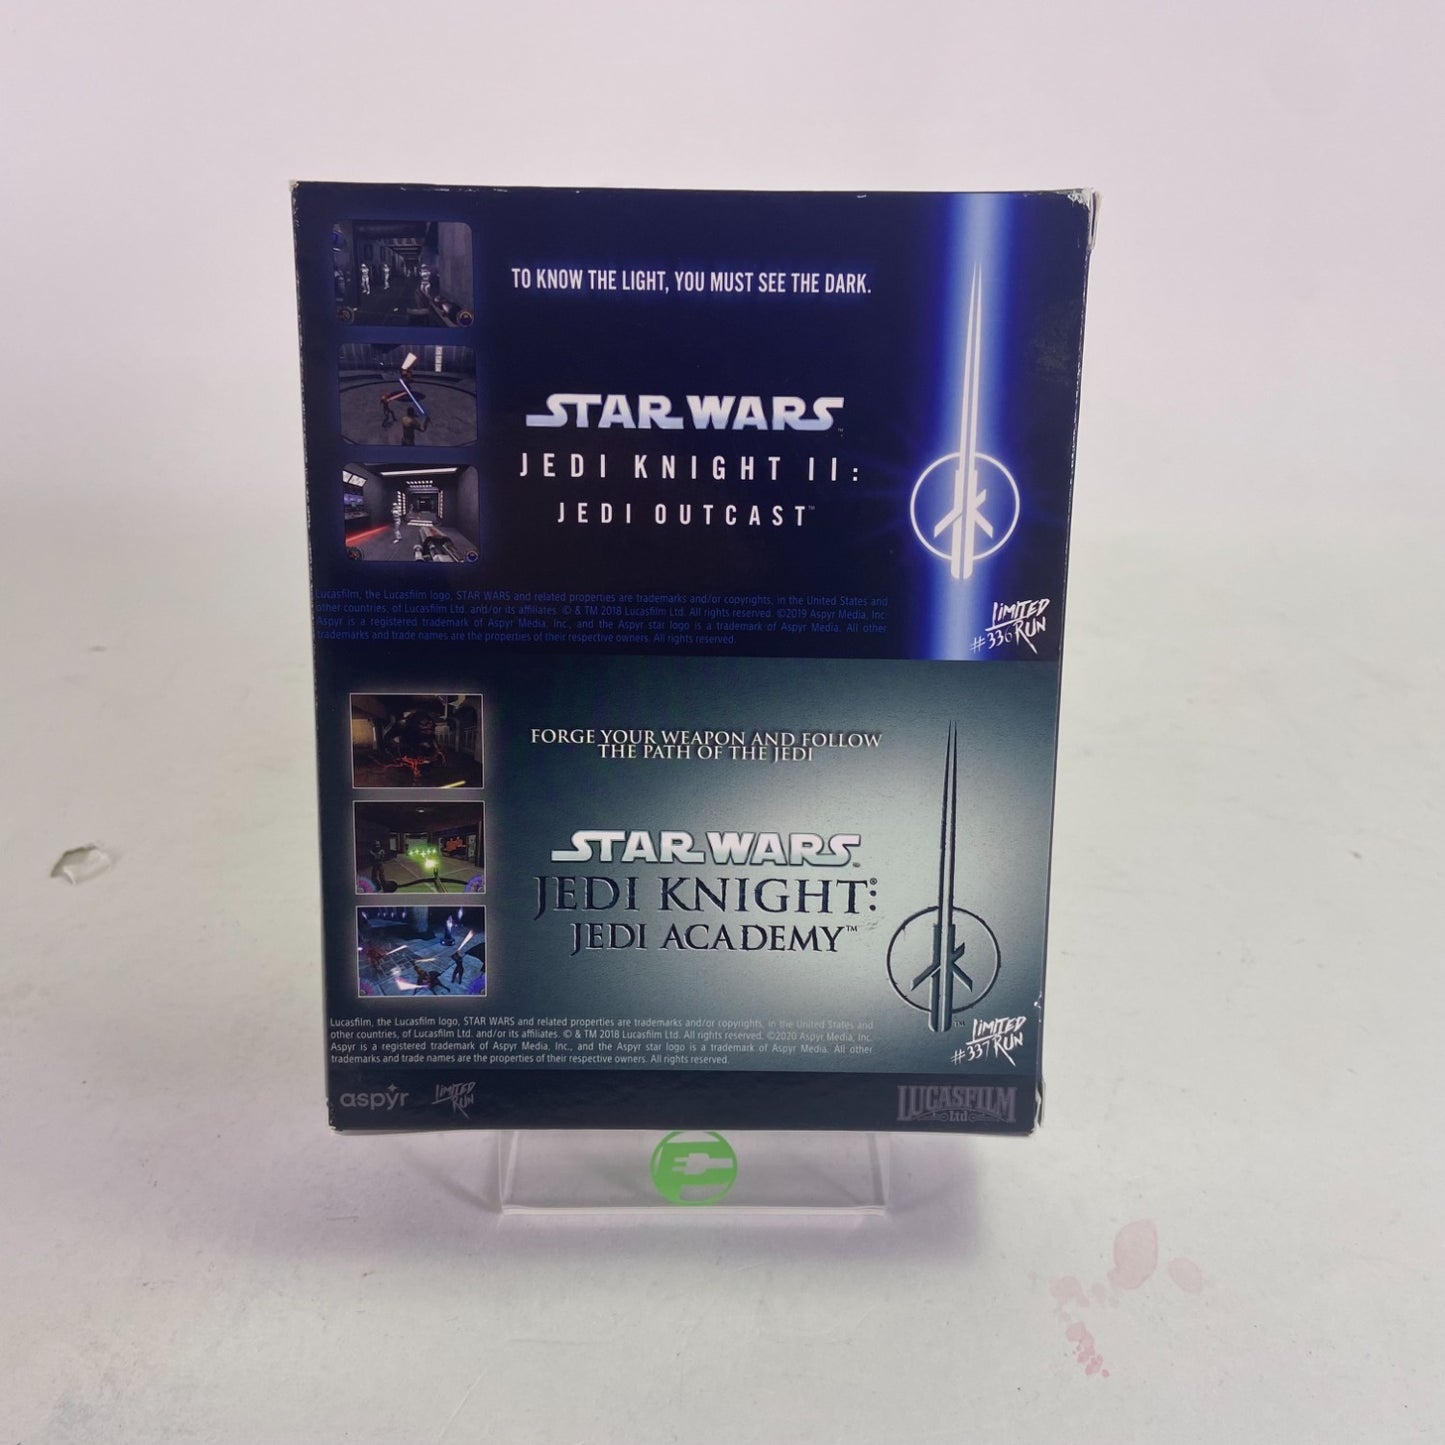 TO KNOW THE LIGHT, YOU MUST SEE THE DARK.
STAR WARS™
JEDI KNIGHT II:
JEDI OUTCAST™
Lucasfilm, the Lucasfilm logo, STAR WARS and related properties are trademarks and/or copyrights, in the United States and
other countries, of Lucasfilm Ltd. and/or its affiliates. © & TM 2018 Lucasfilm Ltd. All rights reserved. ©2019 Aspyr Media, Inc.
Aspyr is a registered trademark of Aspyr Media, Inc., and the Aspyr star logo is a trademark of Aspyr Media. All other
trademarks and trade names are the properties of their respective owners. All rights reserved.
LIMITED
#336 RUN
FORGE YOUR WEAPON AND FOLLOW
THE PATH OF THE JEDI
STAR WARS
JEDI KNIGHT®:
JEDI ACADEMY™
Lucasfilm, the Lucasfilm logo, STAR WARS and related properties are trademarks and/or copyrights, in the United States and
other countries, of Lucasfilm Ltd. and/or its affiliates. © & TM 2018 Lucasfilm Ltd. All rights reserved. ©2020 Aspyr Media, Inc.
Aspyr is a registered trademark of Aspyr Media, Inc., and the Aspyr star logo is a trademark of Aspyr Media. All other
trademarks and trade names are the properties of their respective owners. All rights reserved.
TM
LIMITED
#337 RUN
aspyr
LIMITED
RUN
LUCASFILM
Ltd